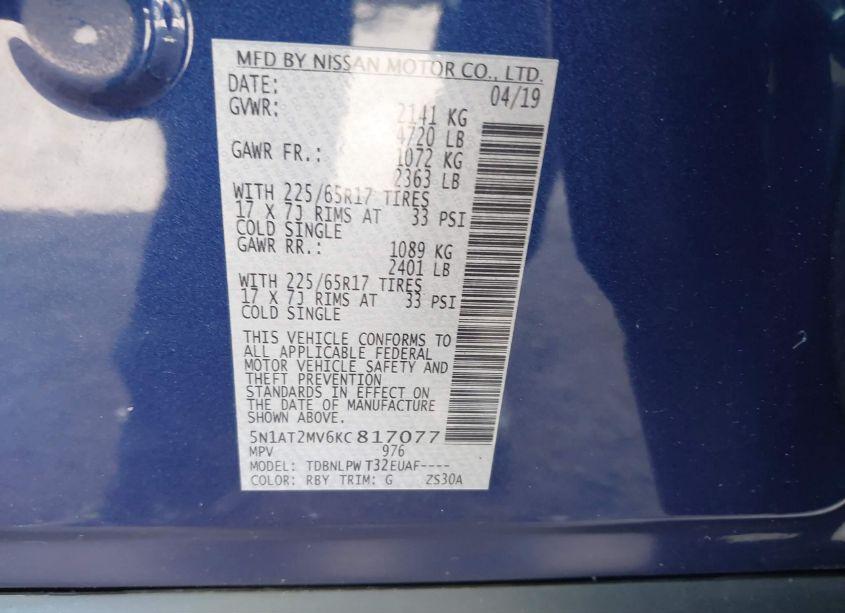 MFD BY NISSAN MOTOR CO., LTD.
DATE: 04/19
GVWR: 2141 KG
4720 LB
GAWR FR.: 1072 KG
2363 LB
WITH 225/65R17 TIRES
17 X 7J RIMS AT 33 PSI
COLD SINGLE
GAWR RR.: 1089 KG
2401 LB
WITH 225/65R17 TIRES
17 X 7J RIMS AT 33 PSI
COLD SINGLE
THIS VEHICLE CONFORMS TO
ALL APPLICABLE FEDERAL
MOTOR VEHICLE SAFETY AND
THEFT PREVENTION
STANDARDS IN EFFECT ON
THE DATE OF MANUFACTURE
SHOWN ABOVE.
5N1AT2MV6KC817077
MPV 976
MODEL: TDBNLPW T32EUAF----
COLOR: RBY TRIM: G ZS30A